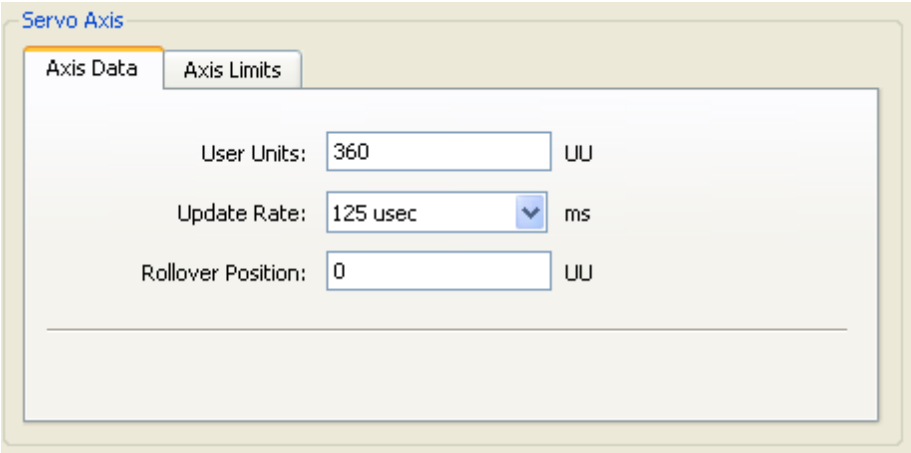 Servo Axis
Axis Data Axis Limits
User Units: 360 UU
Update Rate: 125 usec ms
Rollover Position: 0 UU